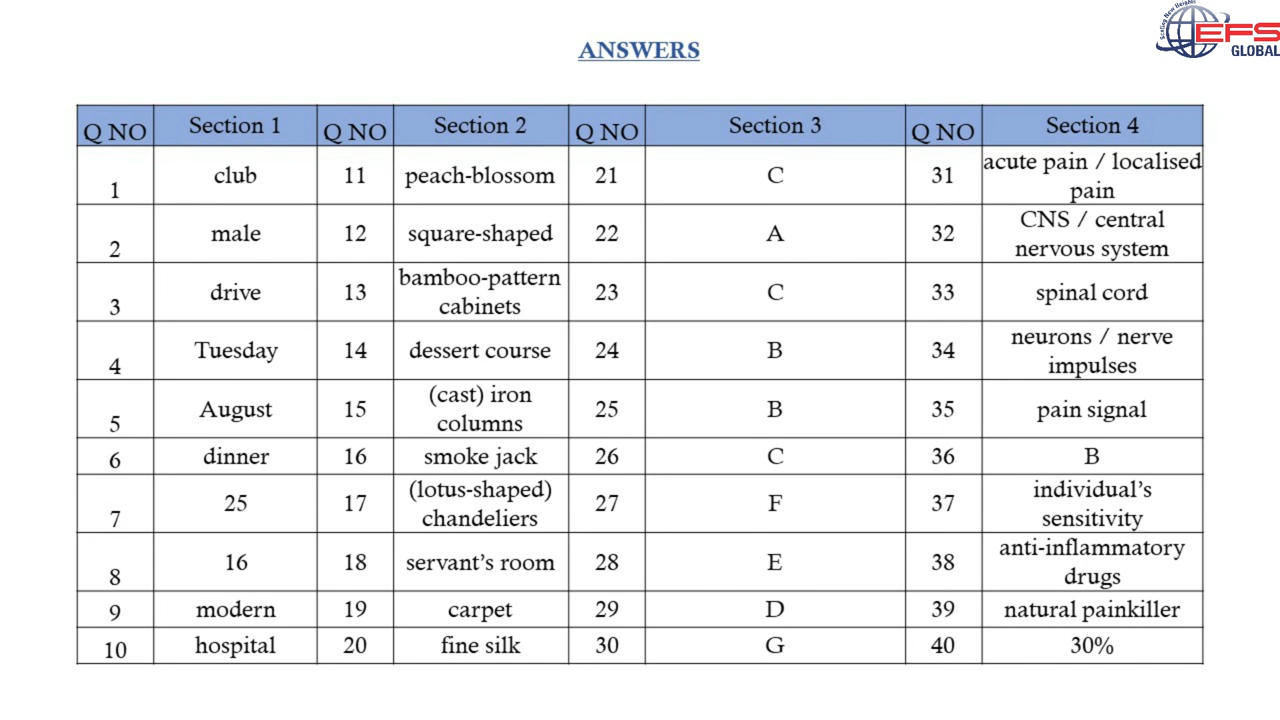 Scaling New Heights
EFS
GLOBAL
ANSWERS
Q NO Section 1 Q NO Section 2 Q NO Section 3 Q NO Section 4
1 club 11 peach-blossom 21 C 31 acute pain / localised
pain
2 male 12 square-shaped 22 A 32 CNS / central
nervous system
3 drive 13 bamboo-pattern
cabinets 23 C 33 spinal cord
4 Tuesday 14 dessert course 24 B 34 neurons / nerve
impulses
5 August 15 (cast) iron
columns 25 B 35 pain signal
6 dinner 16 smoke jack 26 C 36 B
7 25 17 (lotus-shaped)
chandeliers 27 F 37 individual's
sensitivity
8 16 18 servant's room 28 E 38 anti-inflammatory
drugs
9 modern 19 carpet 29 D 39 natural painkiller
10 hospital 20 fine silk 30 G 40 30%